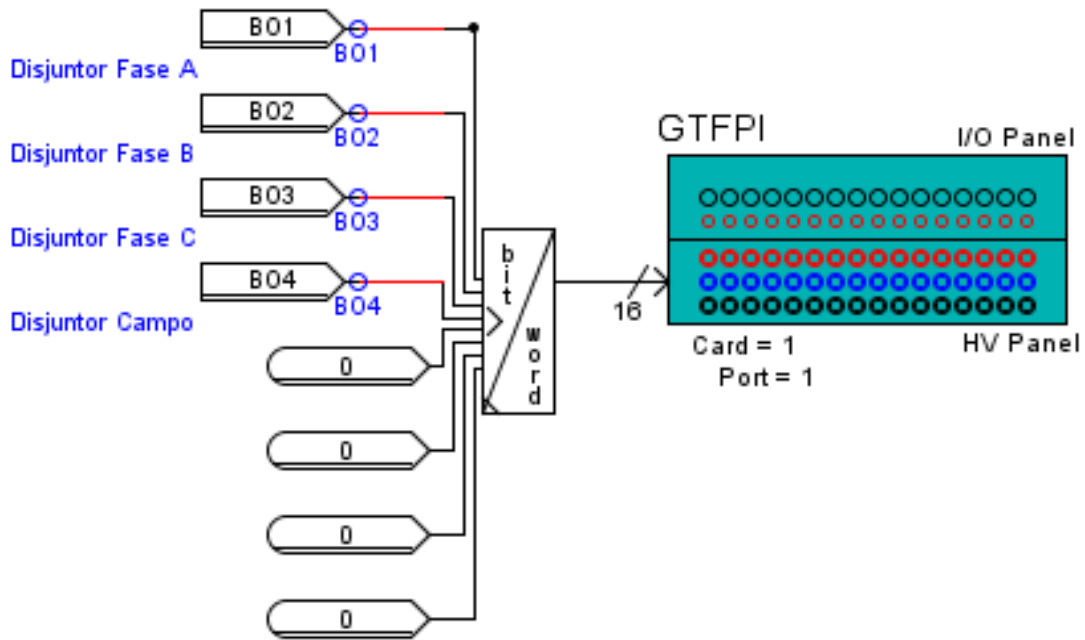 BO1
BO1
Disjuntor Fase A
BO2
BO2
Disjuntor Fase B
BO3
BO3
Disjuntor Fase C
BO4
BO4
Disjuntor Campo
0
0
0
0
bit
word
16
GTFPI
I/O Panel
HV Panel
Card = 1
Port = 1